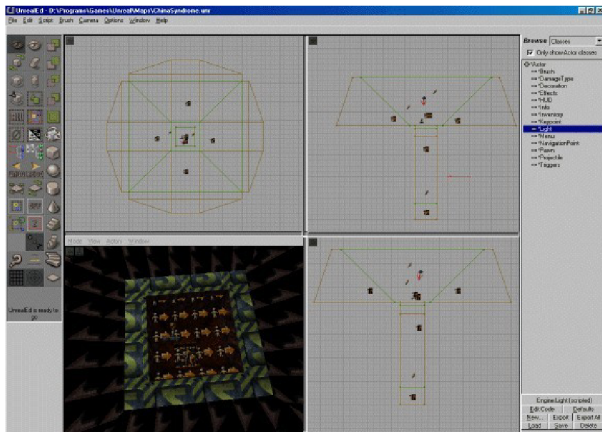 UnrealEd - D:\Programs\Games\Unreal\Maps\ChinaSyndrome.unr
File Edit Script Brush Camera Options Window Help
Browse Classes
Only show Actor classes
Actor
Brush
DamageType
Decoration
Effects
HUD
Info
Inventory
Keypoint
Light
Menu
NavigationPoint
Pawn
Projectile
Triggers
Mode View Actors Window
UnrealEd is ready to go
Engine.Light (scripted)
Edit Code Defaults
New... Export Export All
Load Save Delete